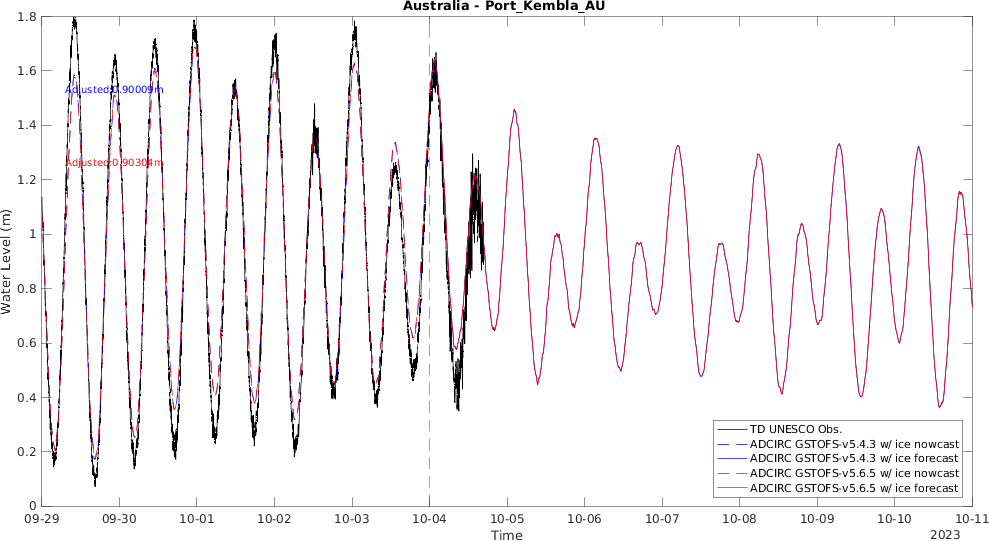 Australia - Port_Kembla_AU
1.8
1.6
1.4
1.2
1
0.8
0.6
0.4
0.2
0
Water Level (m)
Adjusted:0.90009m
Adjusted:0.90304m
TD UNESCO Obs.
ADCIRC GSTOFS-v5.4.3 w/ ice nowcast
ADCIRC GSTOFS-v5.4.3 w/ ice forecast
ADCIRC GSTOFS-v5.6.5 w/ ice nowcast
ADCIRC GSTOFS-v5.6.5 w/ ice forecast
09-29 09-30 10-01 10-02 10-03 10-04 10-05 10-06 10-07 10-08 10-09 10-10 10-11
Time
2023